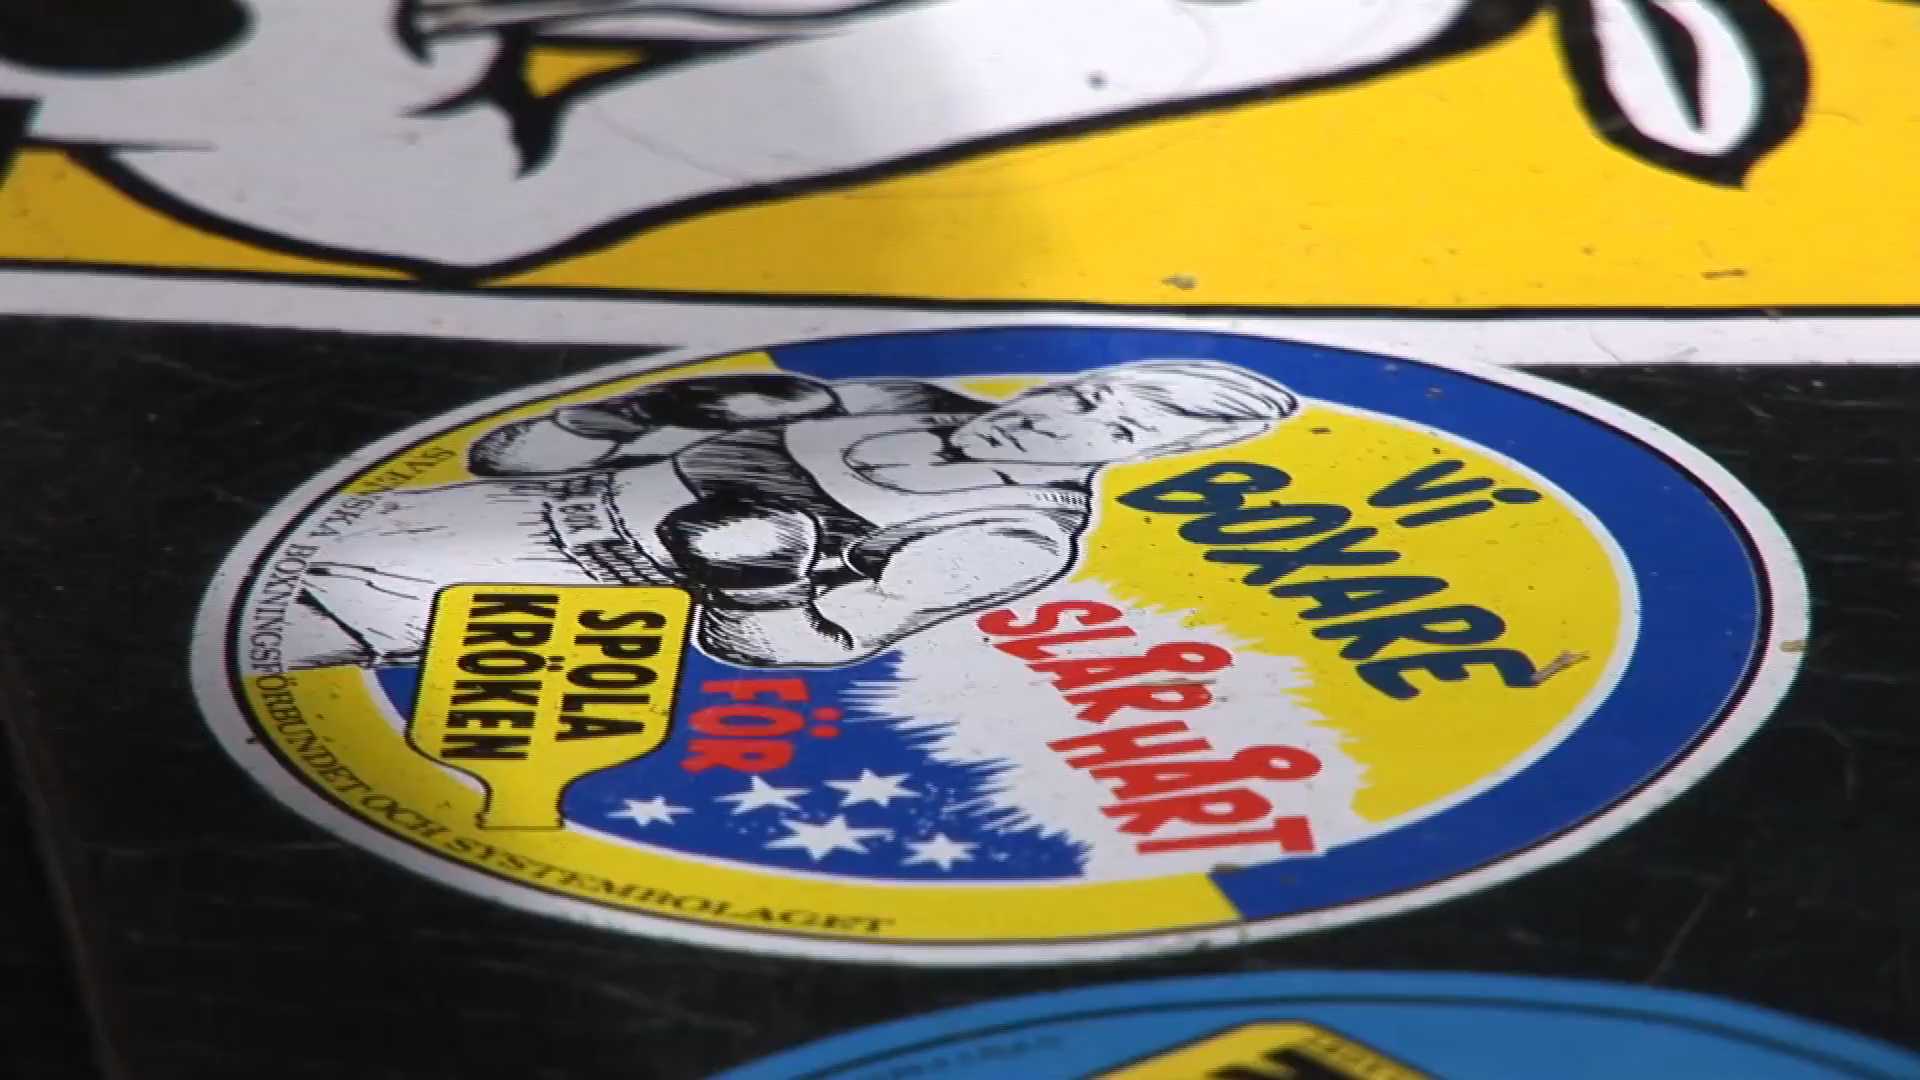 Vi
BOXARE
SLÅR HÅRT
FÖR
SPOLA
KRÖKEN
SVENSKA BOXNINGSFÖRBUNDET OCH SYSTEMBOLAGET